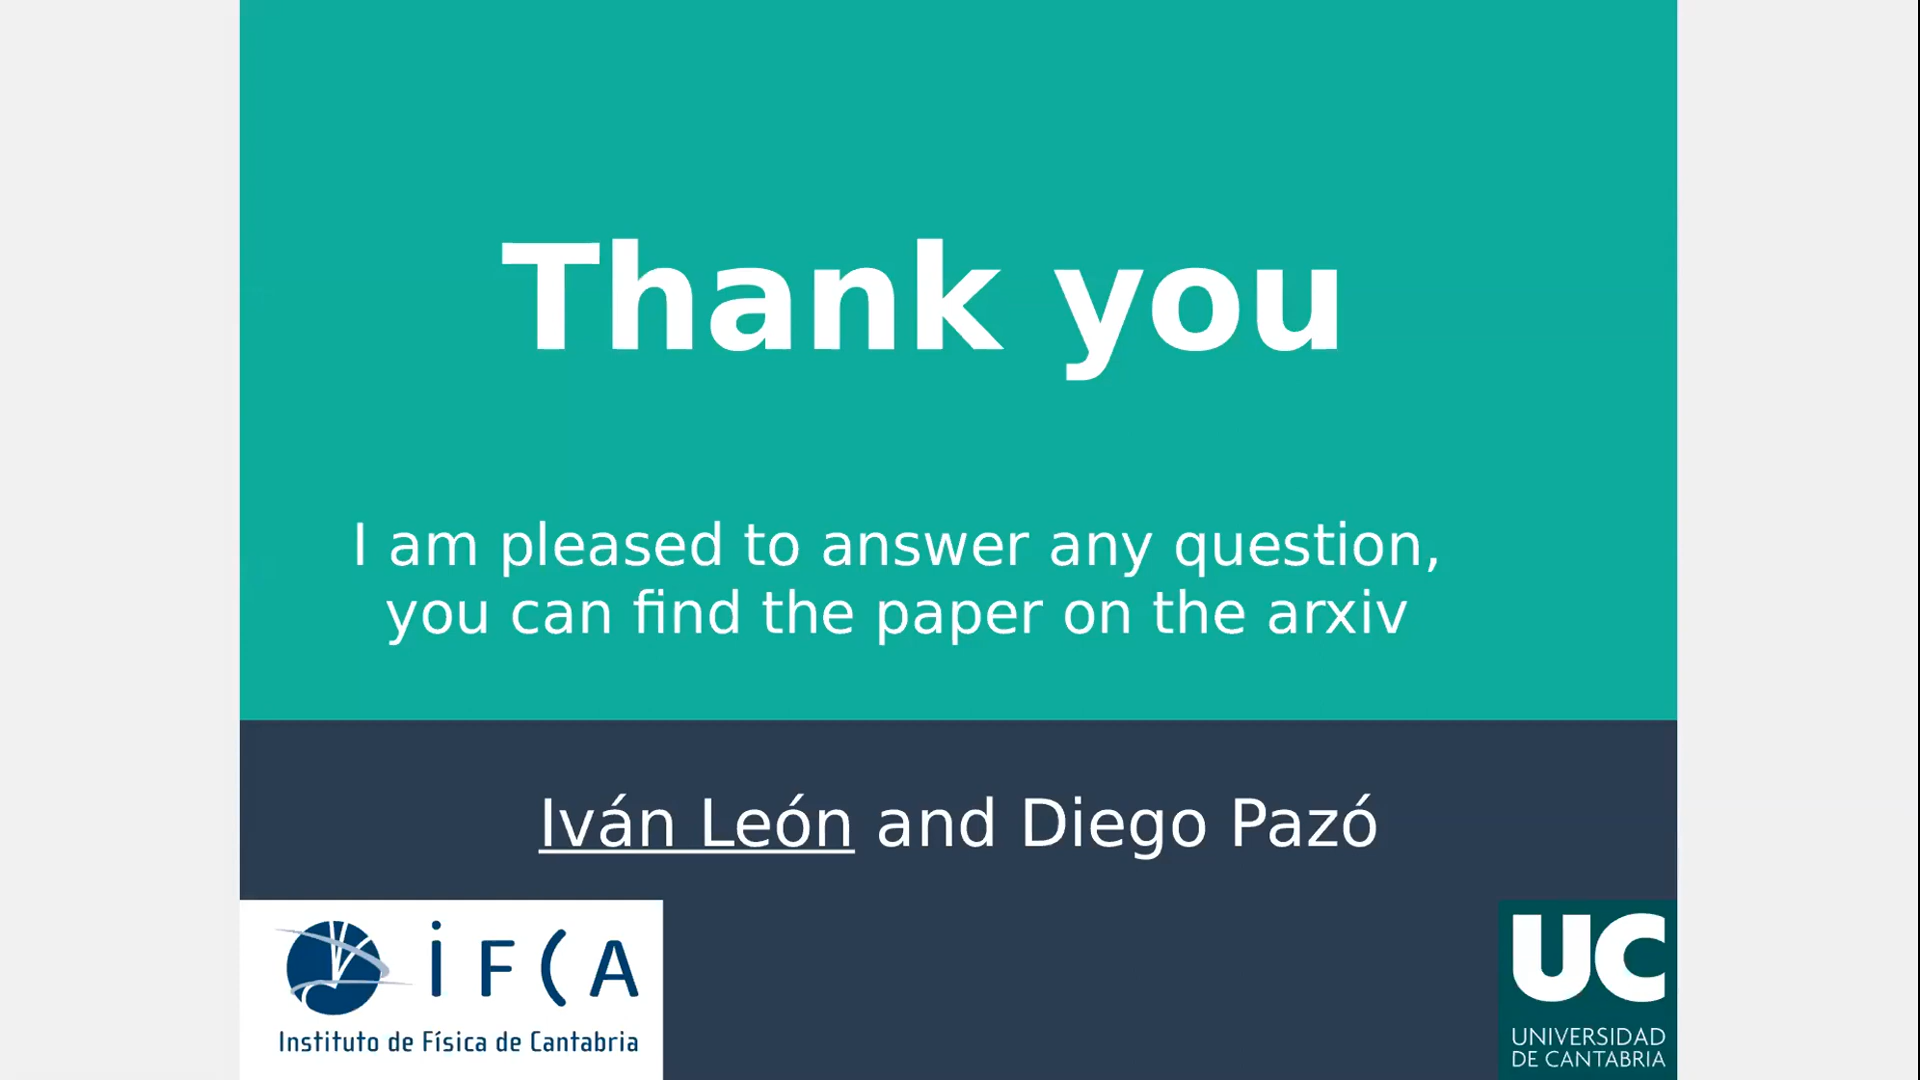 Thank you
I am pleased to answer any question,
you can find the paper on the arxiv
Iván León and Diego Pazó
iFCA
Instituto de Física de Cantabria
UC
UNIVERSIDAD
DE CANTABRIA